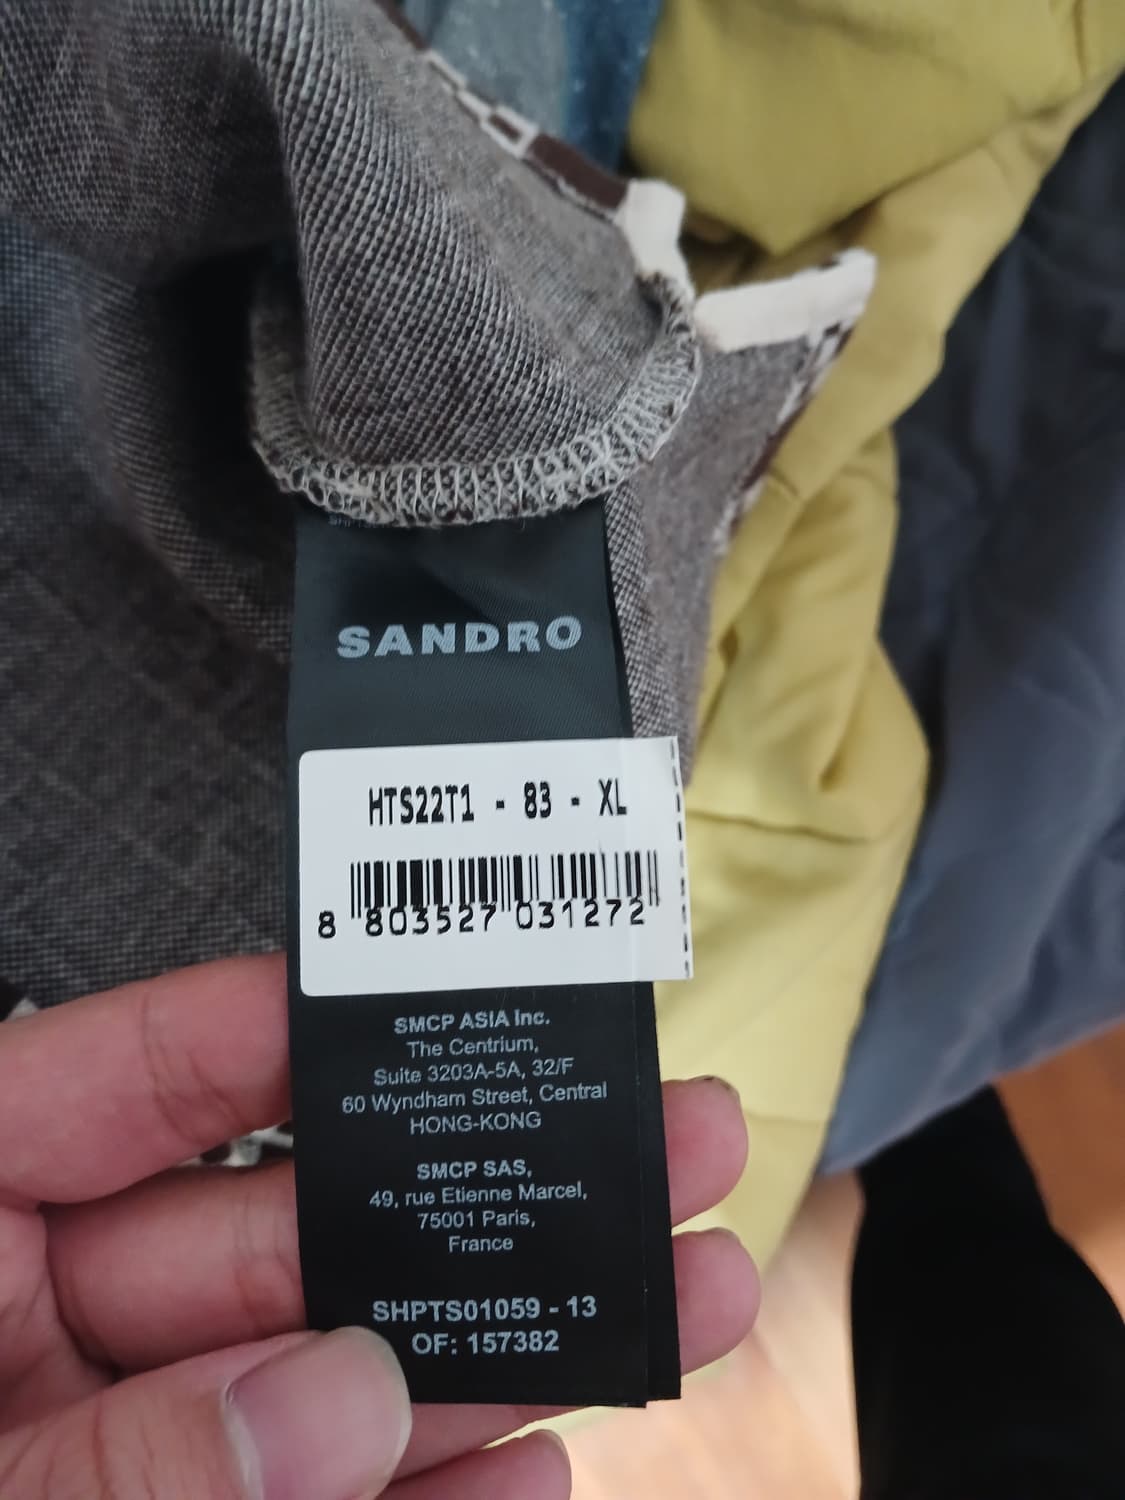 SANDRO
HTS22T1 - 83 - XL
8 803527 031272
SMCP ASIA Inc.
The Centrium,
Suite 3203A-5A, 32/F
60 Wyndham Street, Central
HONG-KONG
SMCP SAS,
49, rue Etienne Marcel,
75001 Paris,
France
SHPTS01059 - 13
OF: 157382